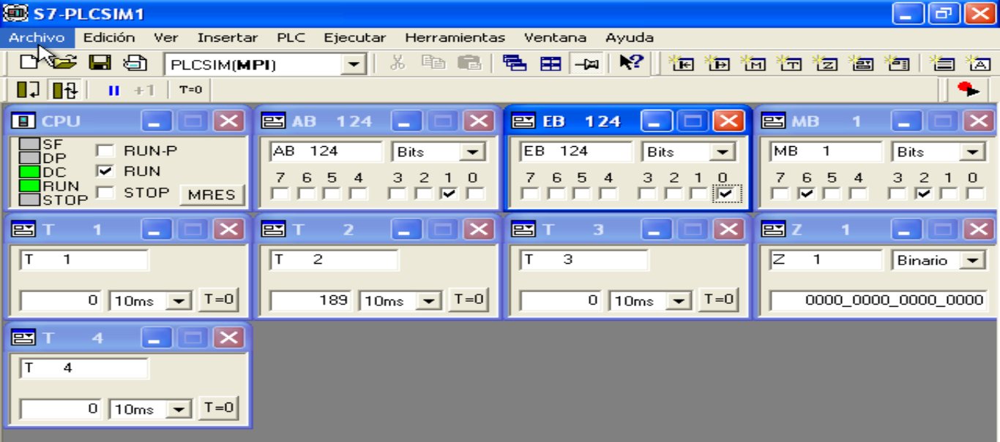 S7-PLCSIM1
Archivo Edición Ver Insertar PLC Ejecutar Herramientas Ventana Ayuda
PLCSIM(MPI)
+1 T=0
CPU
SF
DP
DC
RUN
STOP
RUN-P
RUN
STOP
MRES
AB 124
AB 124 Bits
7 6 5 4 3 2 1 0
EB 124
EB 124 Bits
7 6 5 4 3 2 1 0
MB 1
MB 1 Bits
7 6 5 4 3 2 1 0
T 1
T 1
0 10ms T=0
T 2
T 2
189 10ms T=0
T 3
T 3
0 10ms T=0
Z 1
Z 1 Binario
0000_0000_0000_0000
T 4
T 4
0 10ms T=0